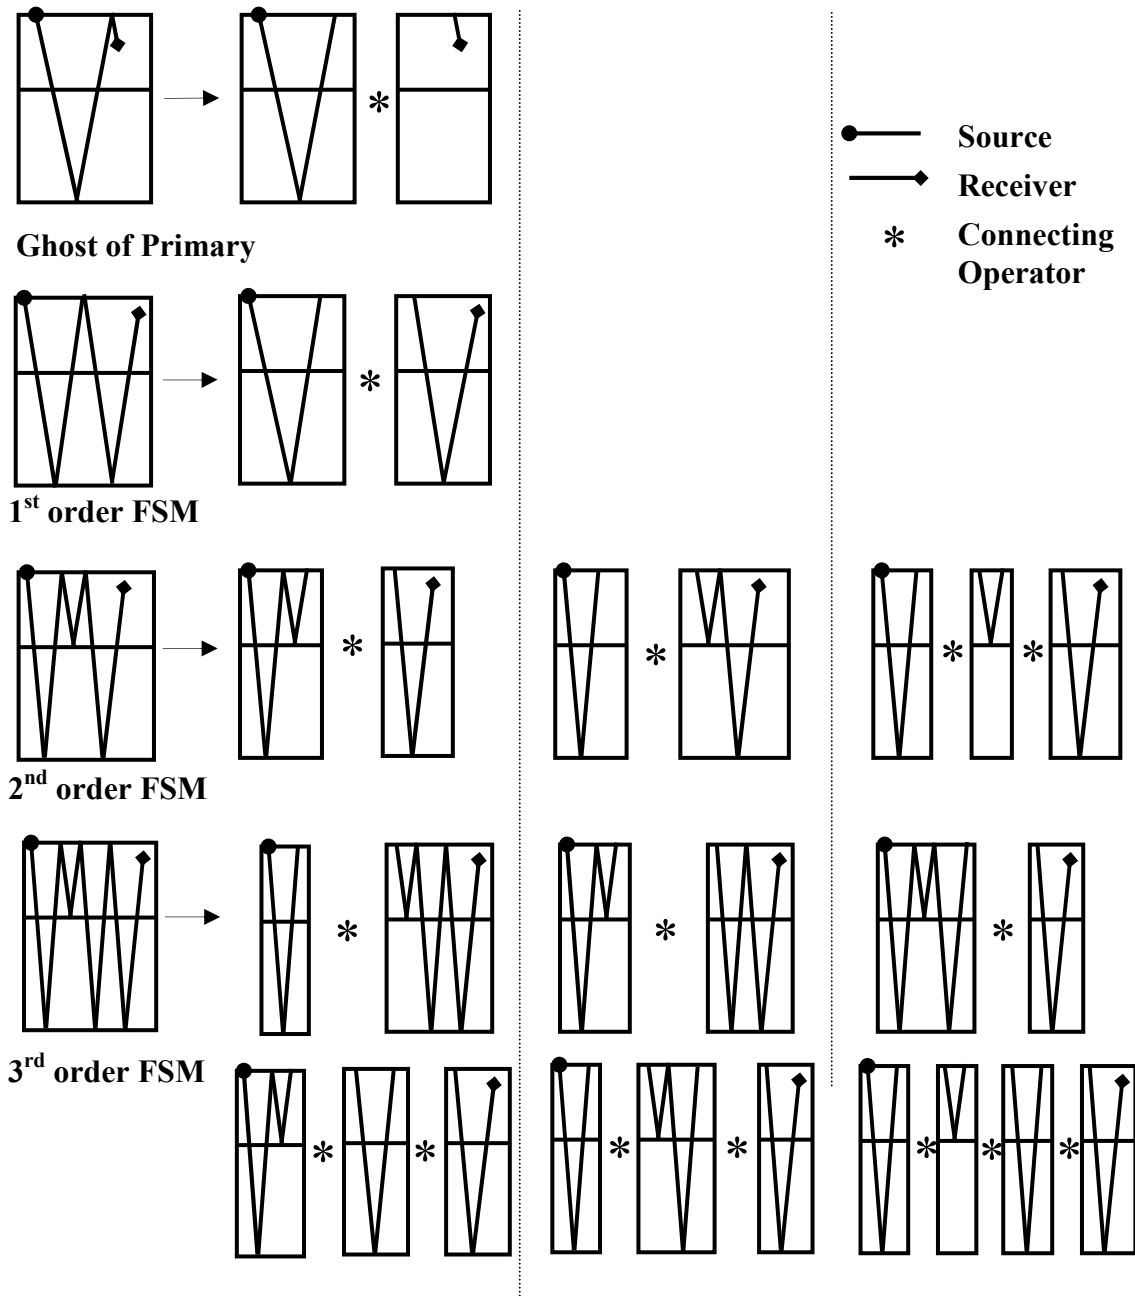 Source
Receiver
* Connecting
Operator
*
Ghost of Primary
*
1st order FSM
* * * *
2nd order FSM
* * *
3rd order FSM
* * * * * * *